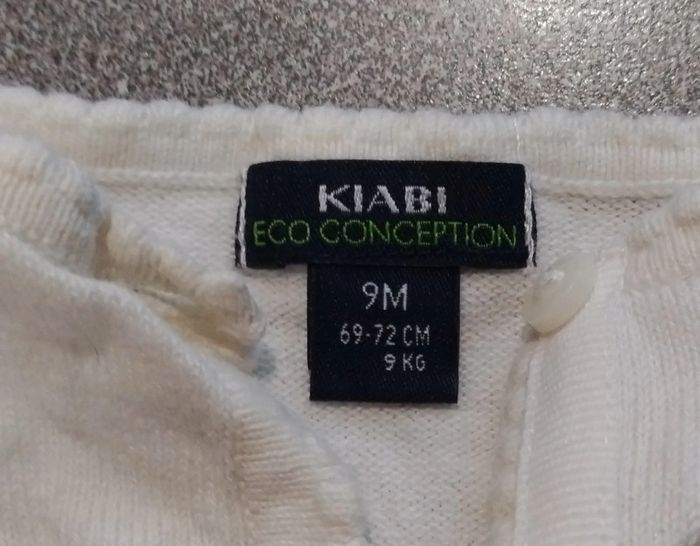 KIABI
ECO CONCEPTION
9M
69-72 CM
9 KG